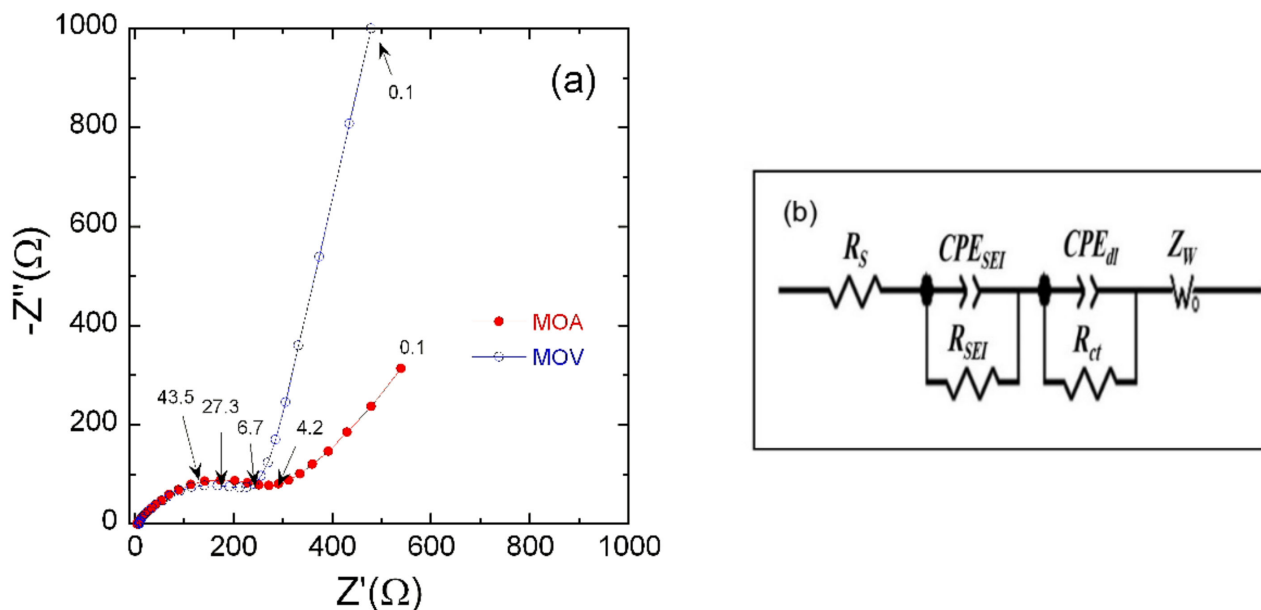 1000
800
600
400
200
0
-Z"(Ω)
(a)
0.1
MOA
MOV
0.1
43.5
27.3
6.7
4.2
0 200 400 600 800 1000
Z'(Ω)
(b)
R_S
CPE_SEI
CPE_dl
Z_W
R_SEI
R_ct
W_o